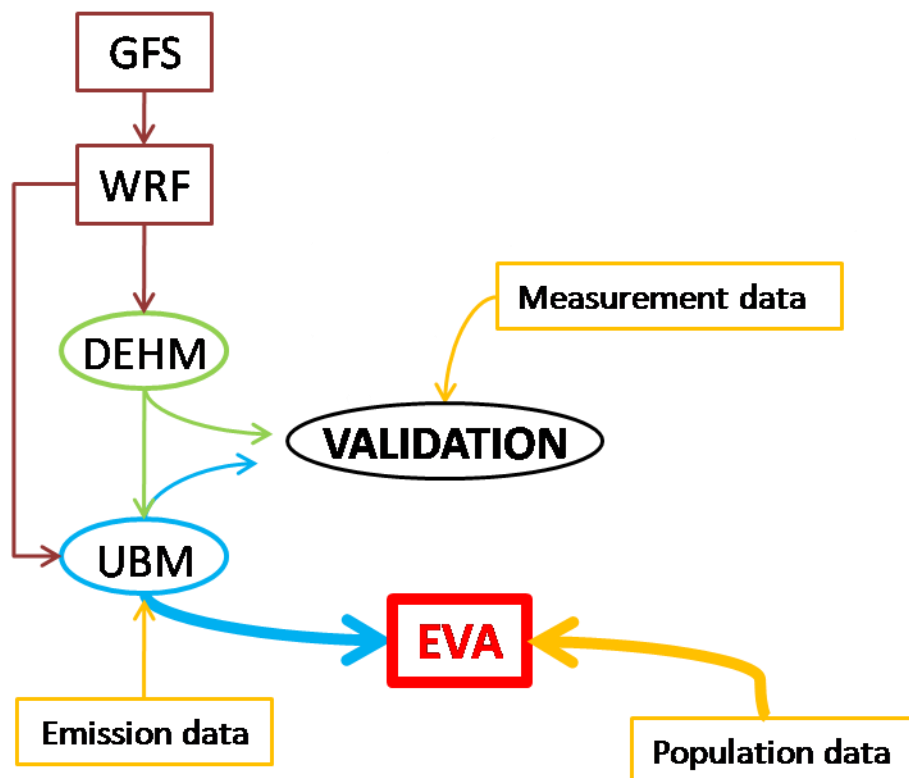 GFS
WRF
Measurement data
DEHM
VALIDATION
UBM
EVA
Emission data
Population data